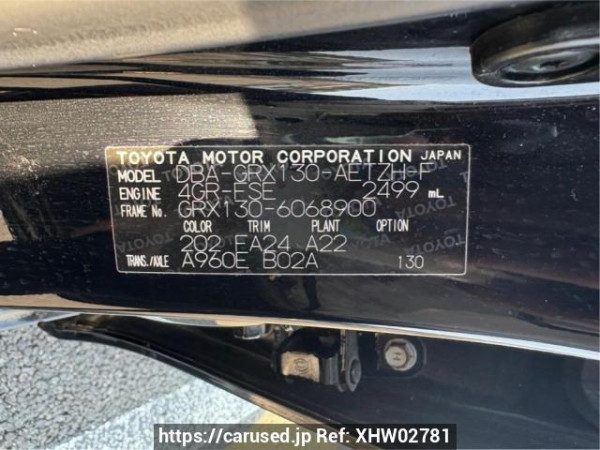 TOYOTA MOTOR CORPORATION JAPAN
MODEL DBA-GRX130-AETZH-F
ENGINE 4GR-FSE 2499 mL
FRAME No. GRX130-6068900
COLOR TRIM PLANT OPTION
202 FA24 A22
TRANS./AXLE A960E B02A 130
https://carused.jp Ref: XHW02781